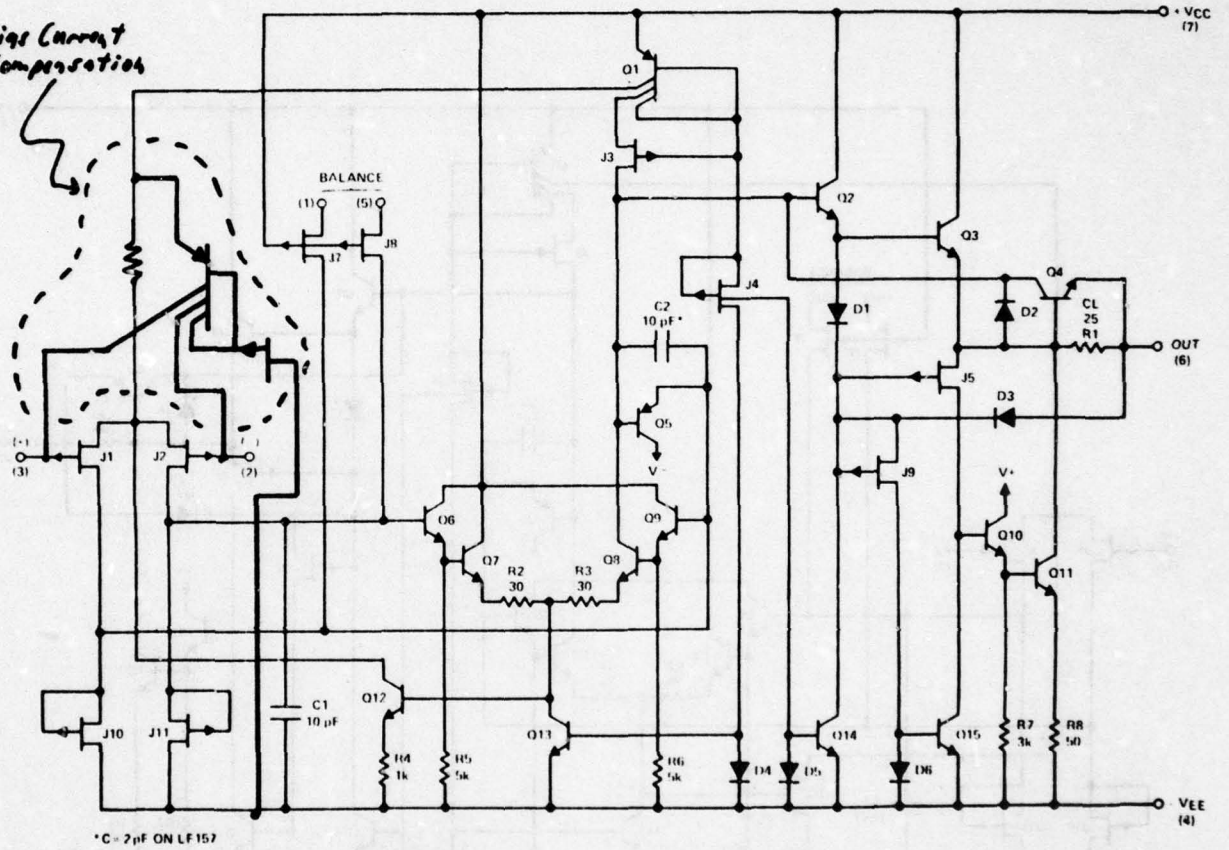 Bias Current
Compensation
+ VCC
(7)
Q1
J3
BALANCE
(1)
(5)
J7
J8
Q2
Q3
J4
Q4
C2
10 pF*
D1
D2
CL
25
R1
OUT
(6)
J5
D3
Q5
V
J1
J2
(3)
(2)
J9
V+
Q6
Q9
Q7
Q8
Q10
R2
30
R3
30
Q11
Q12
C1
10 pF
J10
J11
Q13
Q14
Q15
R7
3k
R8
50
R4
1k
R5
5k
R6
5k
D4
D5
D6
- VEE
(4)
*C = 2 pF ON LF157